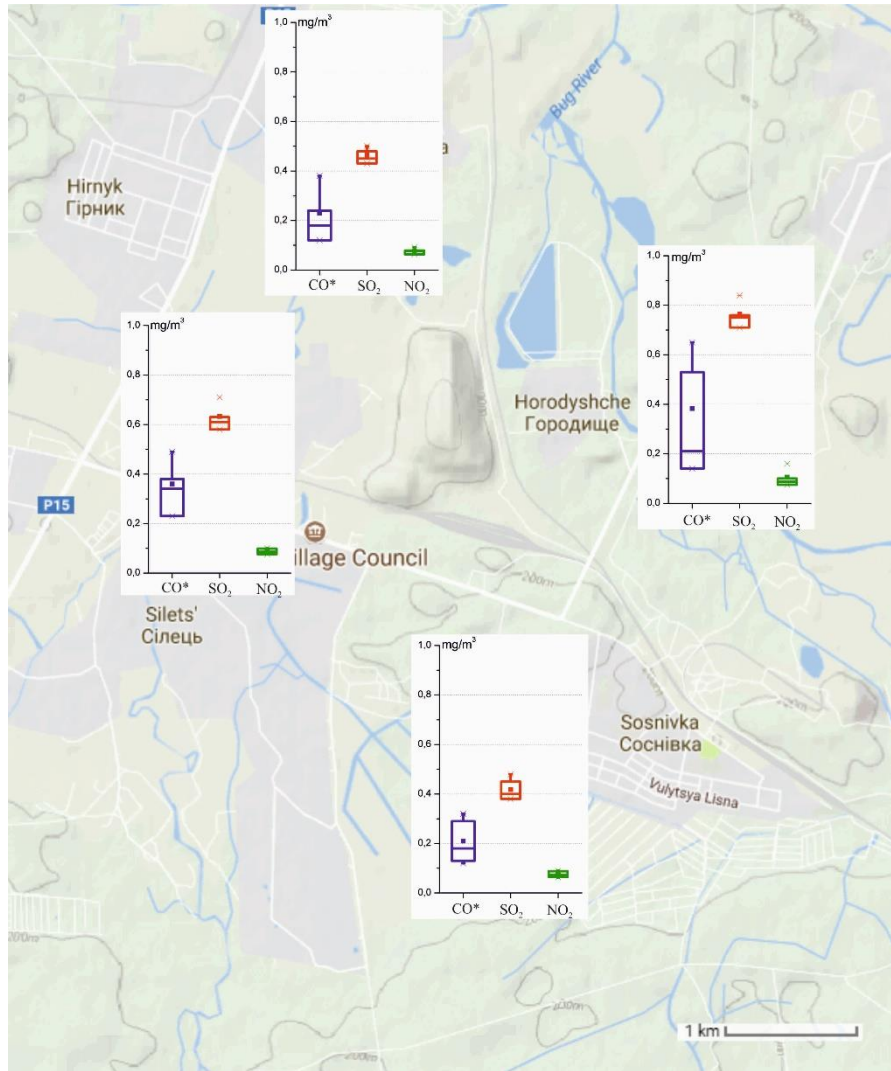 P15
1,0
mg/m³
0,8
0,6
0,4
0,2
0,0
CO* SO₂ NO₂
a
Bug River
Hirnyk
Гірник
1,0
mg/m³
0,8
0,6
0,4
0,2
0,0
CO* SO₂ NO₂
1,0
mg/m³
0,8
0,6
0,4
0,2
0,0
CO* SO₂ NO₂
Horodyshche
Городище
P15
illage Council
Silets'
Сілець
200m
1,0
mg/m³
0,8
0,6
0,4
0,2
0,0
CO* SO₂ NO₂
Sosnivka
Соснівка
Vulytsya Lisna
200m
200m
1 km